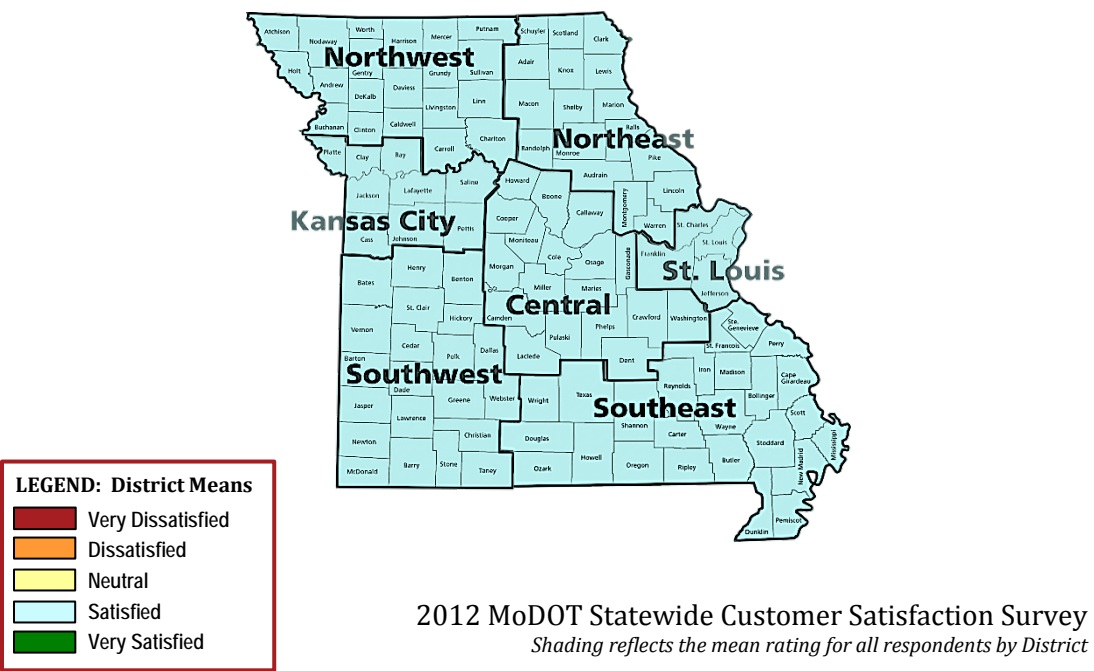 Atchison
Nodaway
Worth
Harrison
Mercer
Putnam
Schuyler
Scotland
Clark
Northwest
Holt
Andrew
Gentry
DeKalb
Daviess
Grundy
Sullivan
Adair
Knox
Lewis
Livingston
Linn
Macon
Shelby
Marion
Buchanan
Clinton
Caldwell
Chariton
Carroll
Randolph
Monroe
Ralls
Northeast
Pike
Platte
Clay
Ray
Audrain
Saline
Howard
Boone
Jackson
Lafayette
Callaway
Montgomery
Lincoln
Warren
Kansas City
Cass
Johnson
Pettis
Cooper
Moniteau
Cole
Osage
Gasconade
Franklin
St. Charles
St. Louis
St. Louis
Jefferson
Bates
Henry
Benton
Morgan
Miller
Maries
Central
Camden
Pulaski
Phelps
Crawford
Washington
Ste.
Genevieve
St. Francois
Perry
St. Clair
Hickory
Vernon
Cedar
Polk
Dallas
Laclede
Dent
Iron
Madison
Cape
Girardeau
Barton
Southwest
Dade
Greene
Webster
Wright
Texas
Reynolds
Southeast
Bollinger
Jasper
Lawrence
Christian
Shannon
Wayne
Scott
Newton
Douglas
Carter
Stoddard
Mississippi
McDonald
Barry
Stone
Taney
Ozark
Howell
Oregon
Ripley
Butler
New Madrid
Dunklin
Pemiscot
LEGEND: District Means
Very Dissatisfied
Dissatisfied
Neutral
Satisfied
Very Satisfied
2012 MoDOT Statewide Customer Satisfaction Survey
Shading reflects the mean rating for all respondents by District